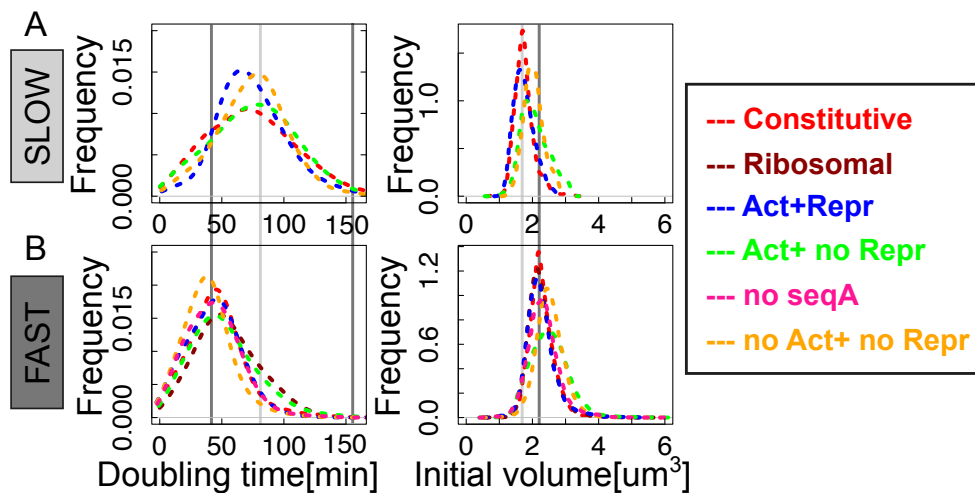 A
SLOW
Frequency
0.000
0.015
0
50
100
150
Frequency
0.0
1.0
0
2
4
6
B
FAST
Frequency
0.000
0.015
0
50
100
150
Doubling time[min]
Frequency
0.0
0.6
1.2
0
2
4
6
Initial volume[um³]
--- Constitutive
--- Ribosomal
--- Act+Repr
--- Act+ no Repr
--- no seqA
--- no Act+ no Repr